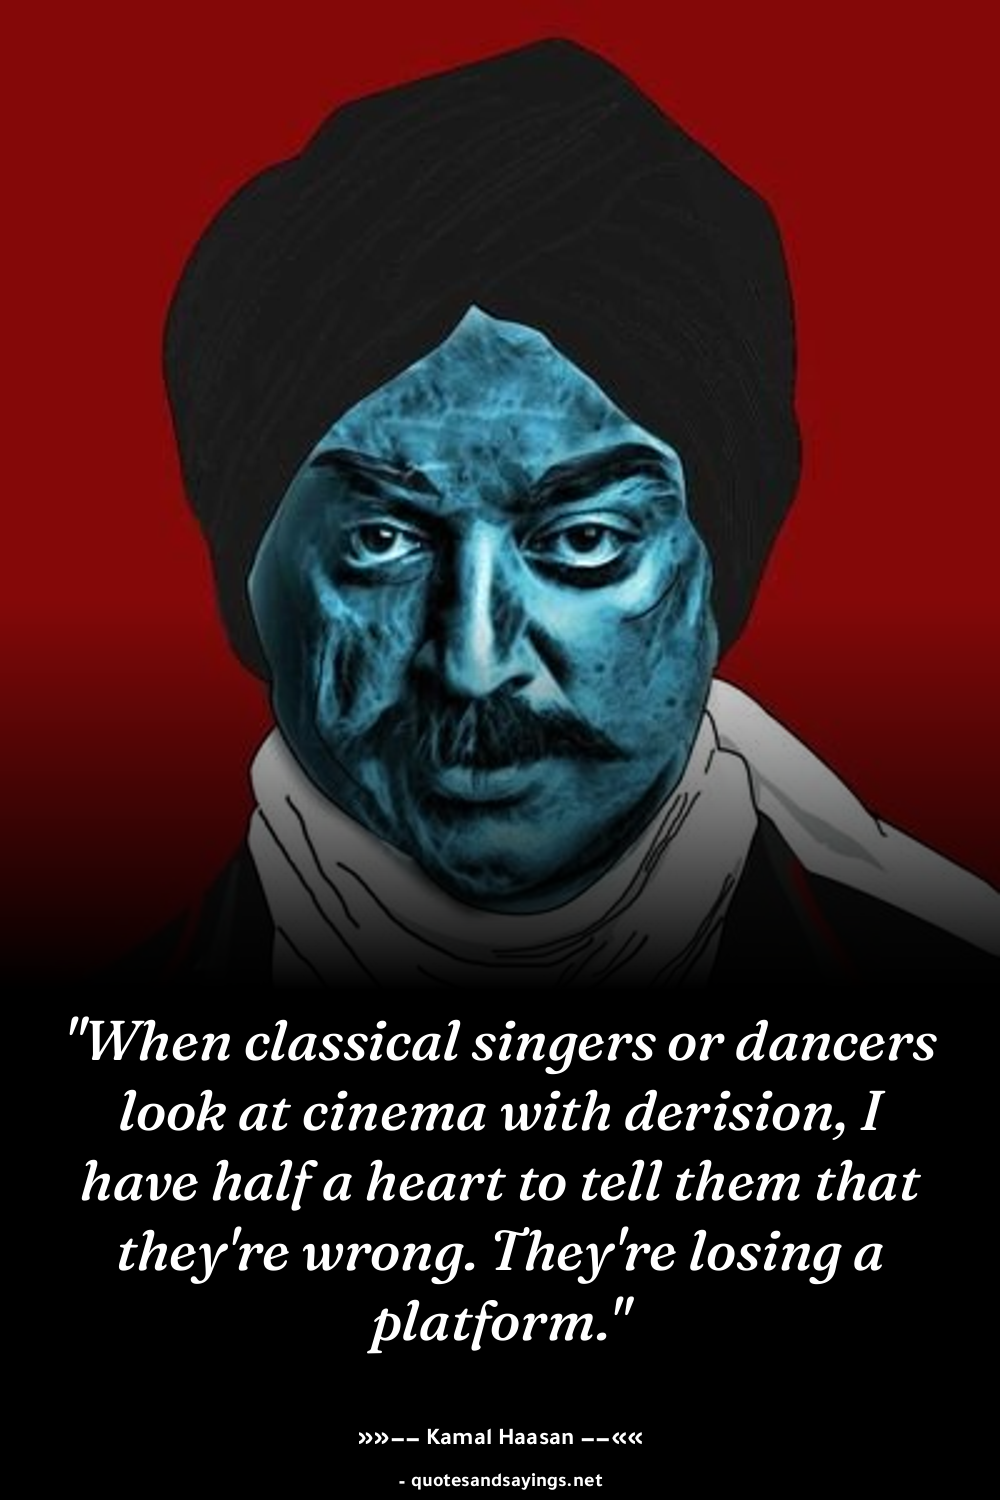 "When classical singers or dancers
look at cinema with derision, I
have half a heart to tell them that
they're wrong. They're losing a
platform."
»»−− Kamal Haasan −−««
- quotesandsayings.net